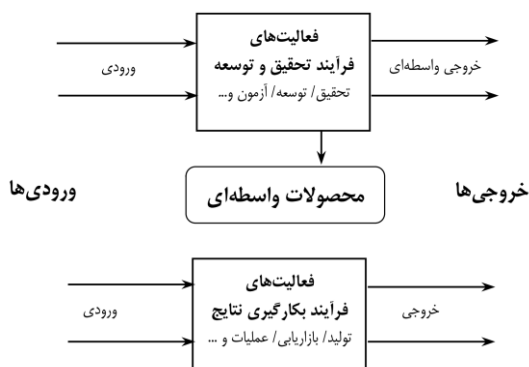 فعالیت‌های
فرآیند تحقیق و توسعه
تحقیق/ توسعه/ آزمون و...
ورودی
خروجی واسطه‌ای
ورودی‌ها
محصولات واسطه‌ای
خروجی‌ها
فعالیت‌های
فرآیند بکارگیری نتایج
تولید/ بازاریابی/ عملیات و ...
ورودی
خروجی